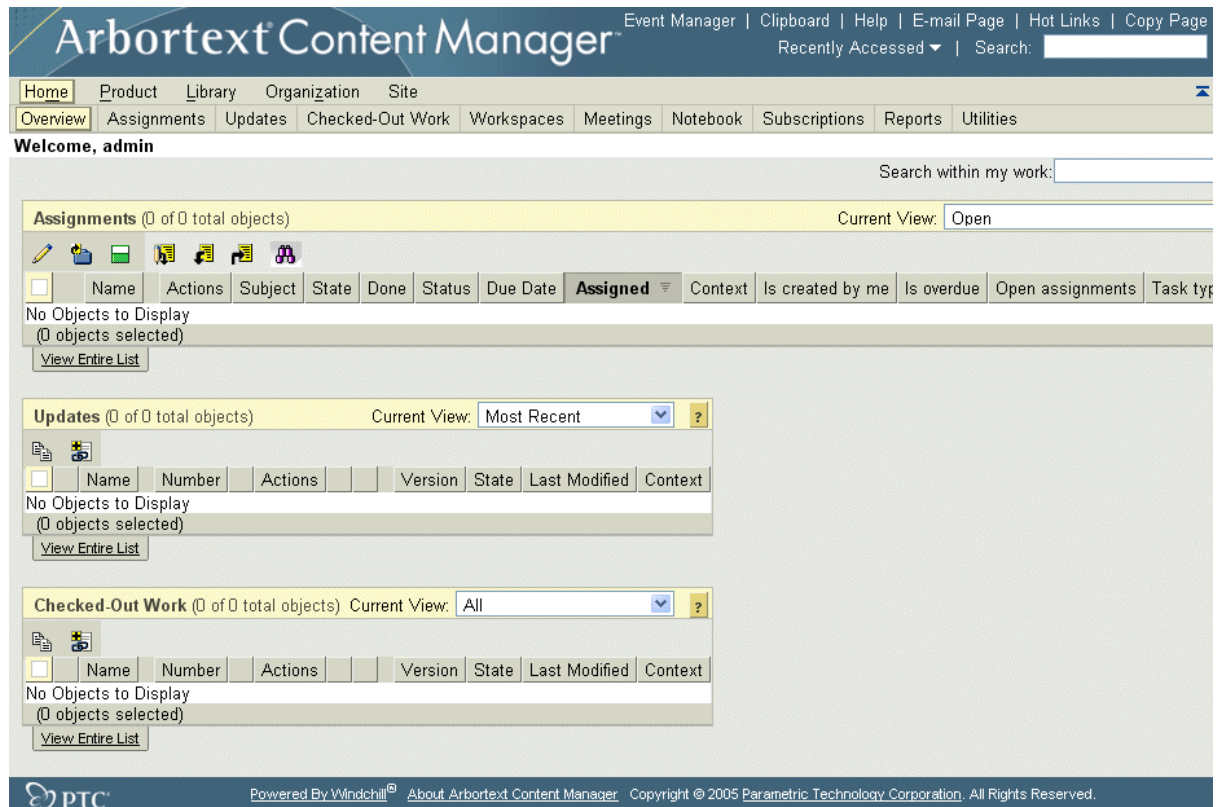 Event Manager | Clipboard | Help | E-mail Page | Hot Links | Copy Page
Arbortext® Content Manager™
Recently Accessed ▾ | Search:
Home Product Library Organization Site
Overview Assignments Updates Checked-Out Work Workspaces Meetings Notebook Subscriptions Reports Utilities
Welcome, admin
Search within my work:
Assignments (0 of 0 total objects) Current View: Open
Name Actions Subject State Done Status Due Date Assigned Context Is created by me Is overdue Open assignments Task typ
No Objects to Display
(0 objects selected)
View Entire List
Updates (0 of 0 total objects) Current View: Most Recent ?
Name Number Actions Version State Last Modified Context
No Objects to Display
(0 objects selected)
View Entire List
Checked-Out Work (0 of 0 total objects) Current View: All ?
Name Number Actions Version State Last Modified Context
No Objects to Display
(0 objects selected)
View Entire List
PTC® Powered By Windchill® About Arbortext Content Manager Copyright © 2005 Parametric Technology Corporation. All Rights Reserved.